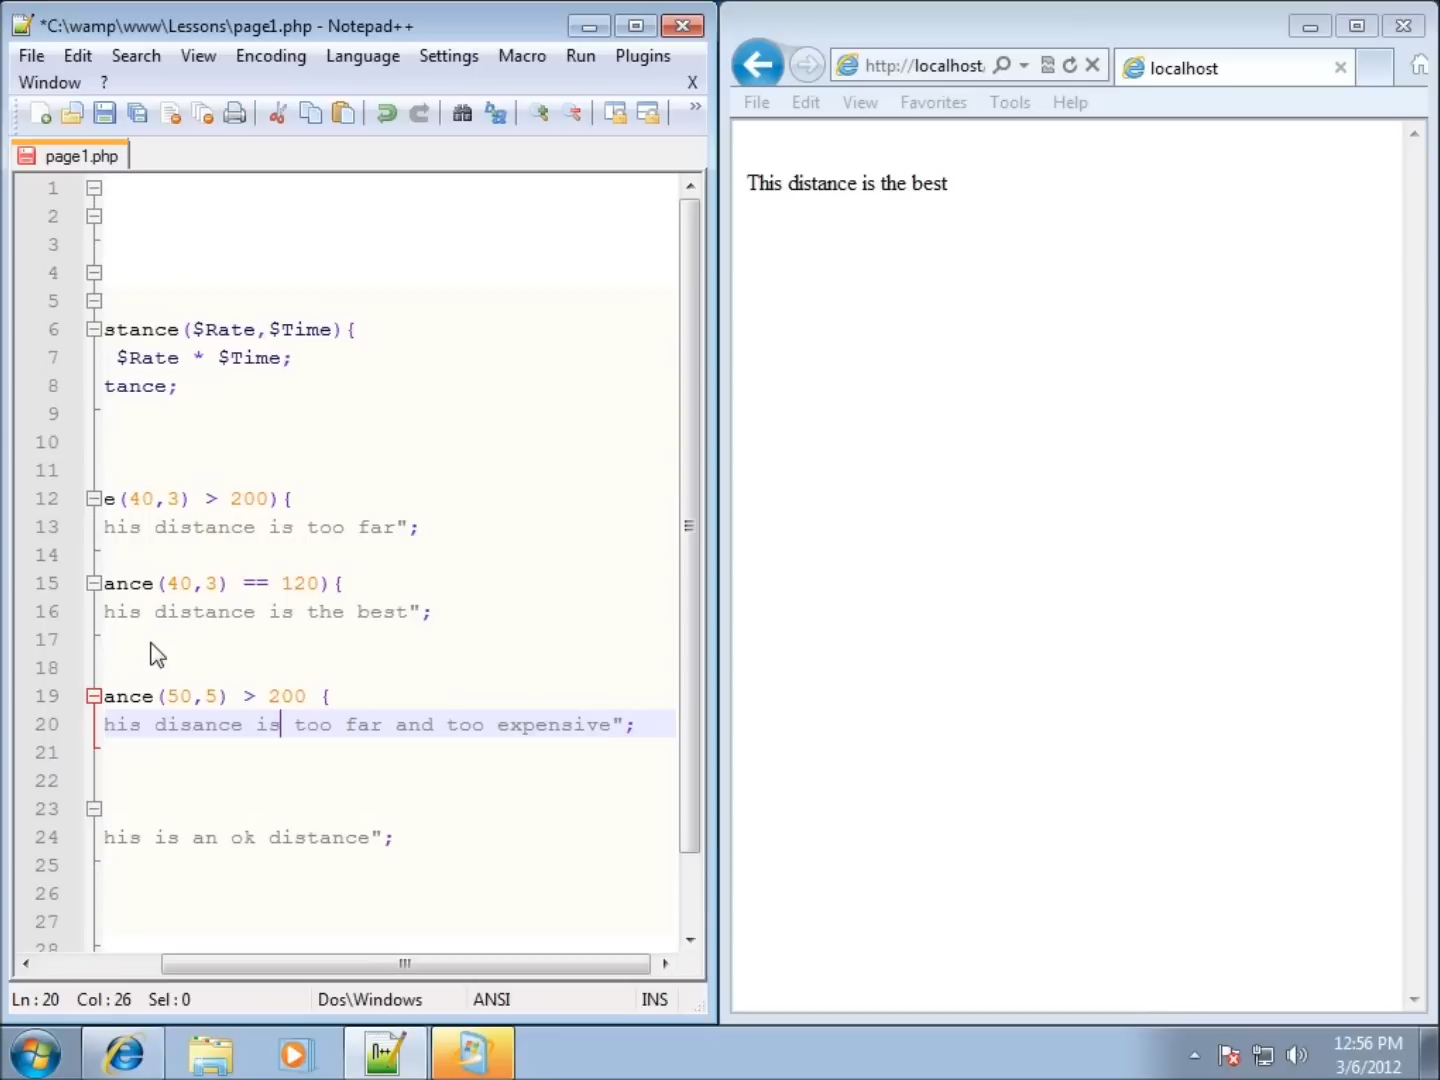 *C:\wamp\www\Lessons\page1.php - Notepad++
File Edit Search View Encoding Language Settings Macro Run Plugins
Window ? X
page1.php
1
2
3
4
5
6 stance($Rate,$Time){
7 $Rate * $Time;
8 tance;
9
10
11
12 e(40,3) > 200){
13 his distance is too far";
14
15 ance(40,3) == 120){
16 his distance is the best";
17
18
19 ance(50,5) > 200 {
20 his disance is too far and too expensive";
21
22
23
24 his is an ok distance";
25
26
27
28
Ln : 20 Col : 26 Sel : 0 Dos\Windows ANSI INS
http://localhost
localhost
File Edit View Favorites Tools Help
This distance is the best
12:56 PM
3/6/2012